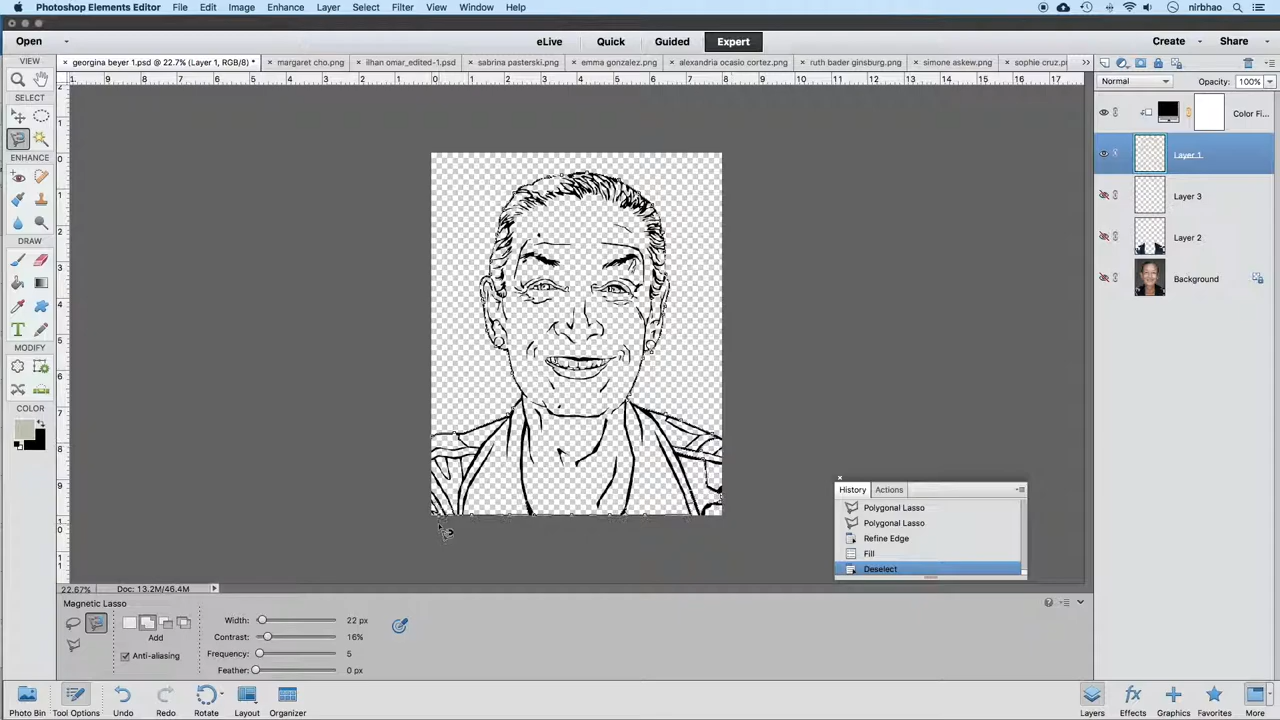 Photoshop Elements Editor File Edit Image Enhance Layer Select Filter View Window Help nirbhao
Open eLive Quick Guided Expert Create Share
VIEW
georgina beyer 1.psd @ 22.7% (Layer 1, RGB/8) * margaret cho.png ilhan omar_edited-1.psd sabrina pasterski.png emma gonzalez.png alexandria ocasio cortez.png ruth bader ginsburg.png simone askew.png sophie cruz.p
Normal Opacity: 100%
SELECT
Color Fi...
Layer 1
ENHANCE
Layer 3
DRAW
Layer 2
Background
MODIFY
COLOR
History Actions
Polygonal Lasso
Polygonal Lasso
Refine Edge
Fill
Deselect
22.67% Doc: 13.2M/46.4M
Magnetic Lasso
Width: 22 px
Add
Contrast: 16%
Anti-aliasing
Frequency: 5
Feather: 0 px
Photo Bin Tool Options Undo Redo Rotate Layout Organizer Layers Effects Graphics Favorites More